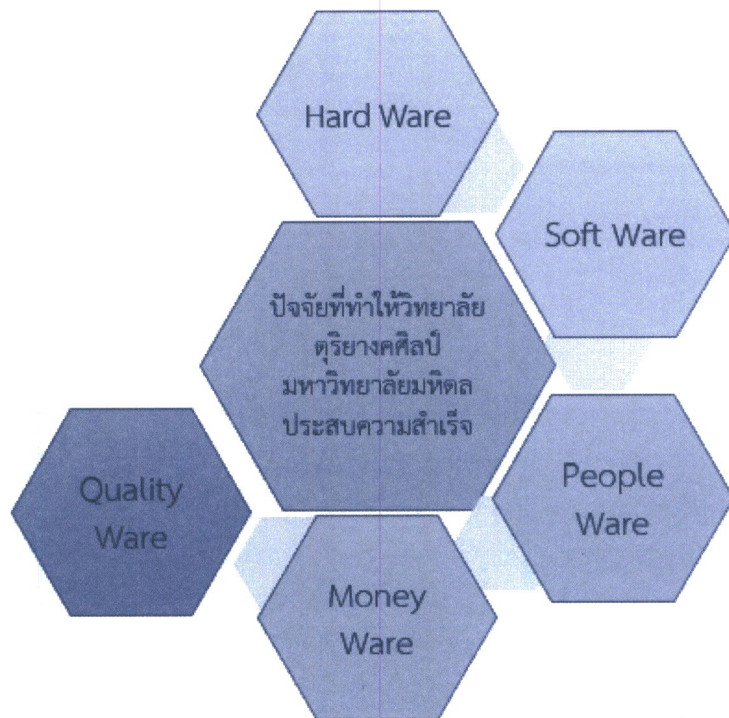 Hard Ware
Soft Ware
ปัจจัยที่ทำให้วิทยาลัย
ดุริยางคศิลป์
มหาวิทยาลัยมหิดล
ประสบความสำเร็จ
People
Ware
Money
Ware
Quality
Ware